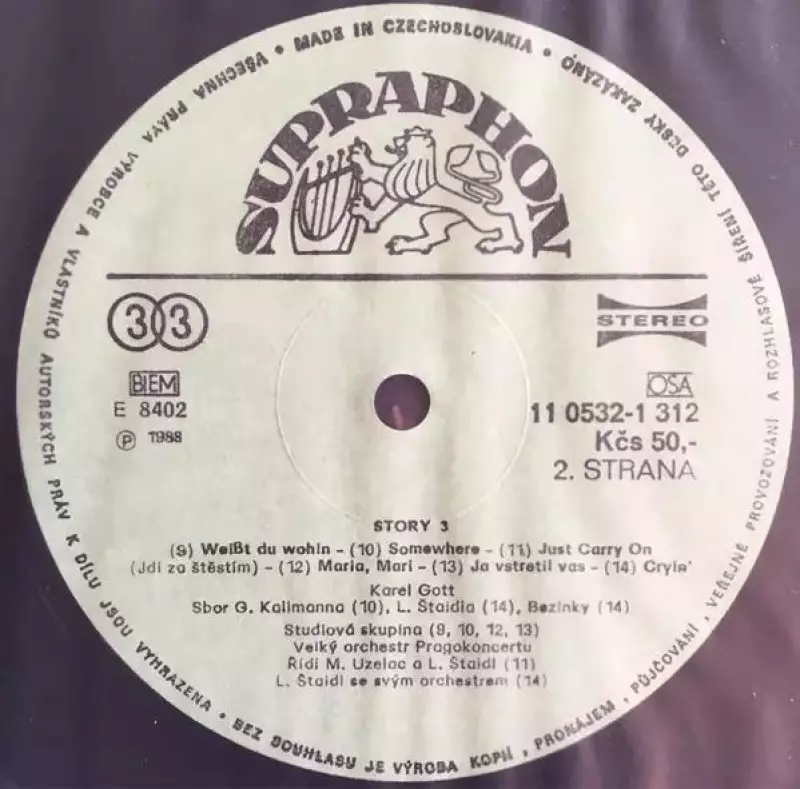 VŠECHNA PRÁVA VÝROBCE A VLASTNÍKŮ AUTORSKÝCH PRÁV K DÍLU JSOU VYHRAZENA • BEZ SOUHLASU JE VÝROBA KOPIÍ, PRONÁJEM, PŮJČOVÁNÍ, VEŘEJNÉ PROVOZOVÁNÍ A ROZHLASOVÉ ŠÍŘENÍ TÉTO DESKY ZAKÁZÁNO • MADE IN CZECHOSLOVAKIA •
SUPRAPHON
33
STEREO
BIEM
OSA
E 8402
11 0532-1 312
Ⓟ 1988
Kčs 50,-
2. STRANA
STORY 3
(9) Weißt du wohin - (10) Somewhere - (11) Just Carry On
(Jdi za štěstím) - (12) Maria, Mari - (13) Ja vstretil vas - (14) Cryin'
Karel Gott
Sbor G. Kallmanna (10), L. Štaidla (14), Bezinky (14)
Studiová skupina (9, 10, 12, 13)
Velký orchestr Pragokoncertu
Řídí M. Uzelac a L. Štaidl (11)
L. Štaidl se svým orchestrem (14)